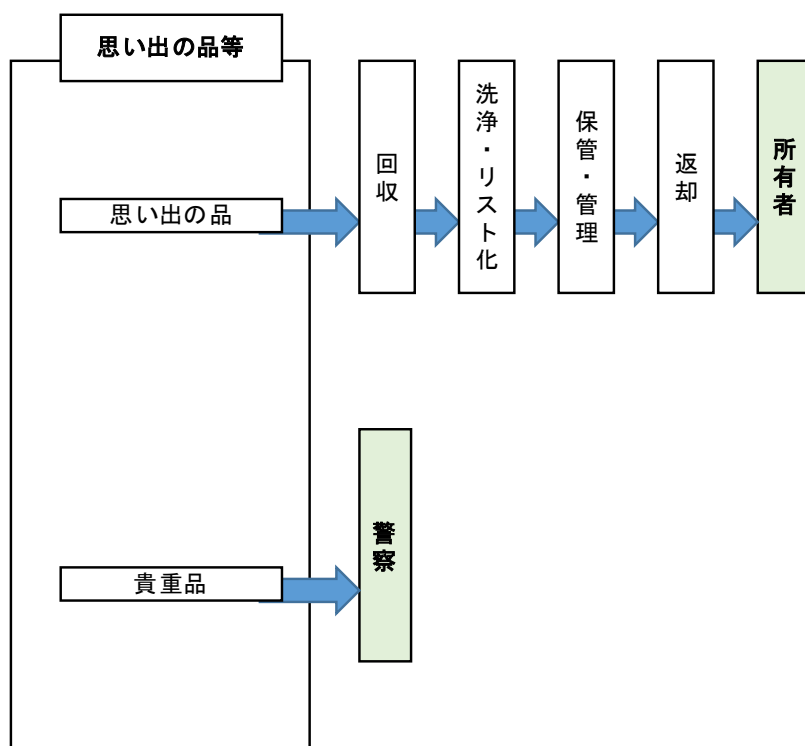 思い出の品等
思い出の品
回収
洗浄・リスト化
保管・管理
返却
所有者
貴重品
警察